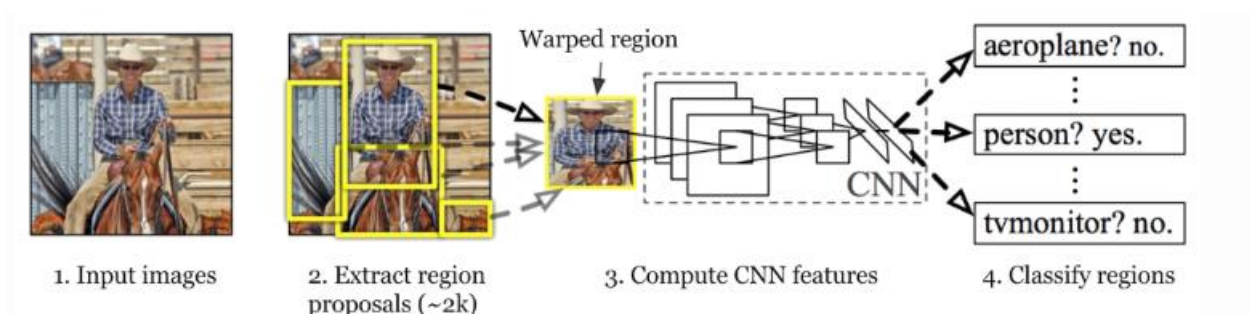 Warped region
aeroplane? no.
person? yes.
tvmonitor? no.
CNN
1. Input images
2. Extract region
proposals (~2k)
3. Compute CNN features
4. Classify regions